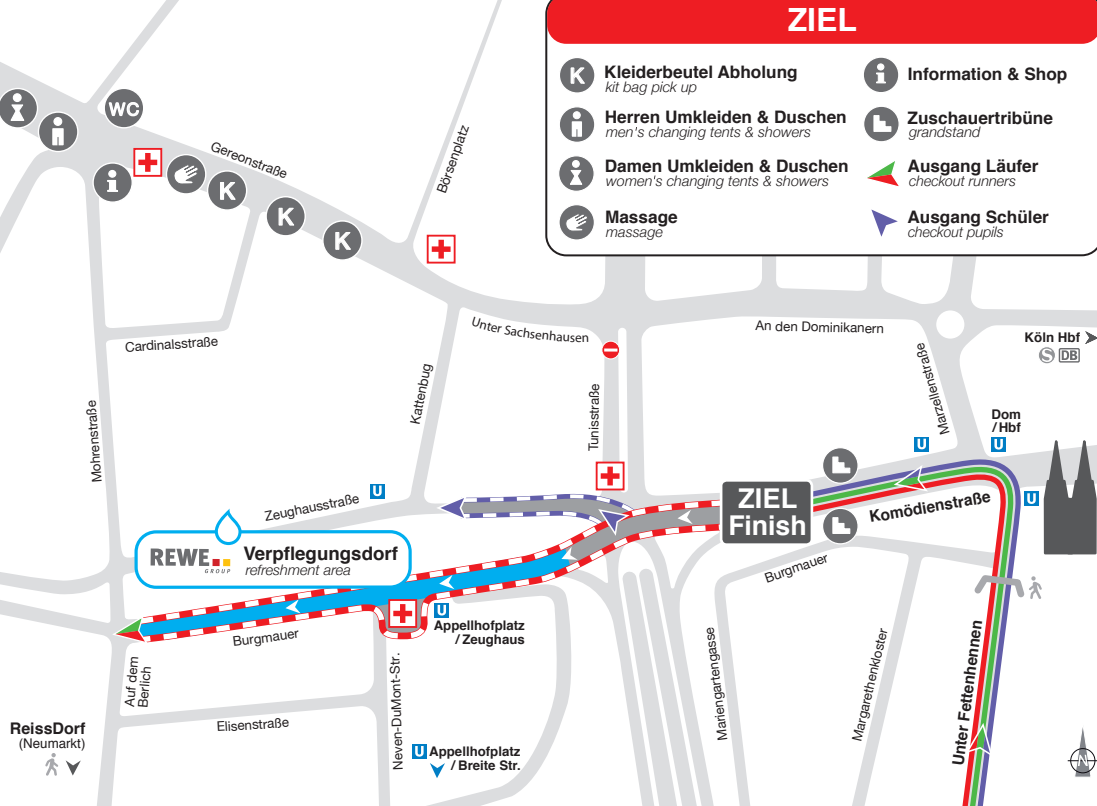 ZIEL
K
Kleiderbeutel Abholung
kit bag pick up
Herren Umkleiden & Duschen
men's changing tents & showers
Damen Umkleiden & Duschen
women's changing tents & showers
Massage
massage
i
Information & Shop
Zuschauertribüne
grandstand
Ausgang Läufer
checkout runners
Ausgang Schüler
checkout pupils
WC
i
K
K
K
Gereonstraße
Börsenplatz
Cardinalsstraße
Mohrenstraße
Kattenbug
Unter Sachsenhausen
Tunisstraße
An den Dominikanern
Marzellenstraße
Köln Hbf
S DB
Dom
/Hbf
U
U
U
Zeughausstraße
U
ZIEL
Finish
Komödienstraße
REWE
GROUP
Verpflegungsdorf
refreshment area
Burgmauer
U
Appellhofplatz
/ Zeughaus
Burgmauer
Auf dem
Berlich
Neven-DuMont-Str.
Mariengartengasse
Margarethenkloster
Unter Fettenhennen
Elisenstraße
ReissDorf
(Neumarkt)
U Appellhofplatz
/ Breite Str.
N